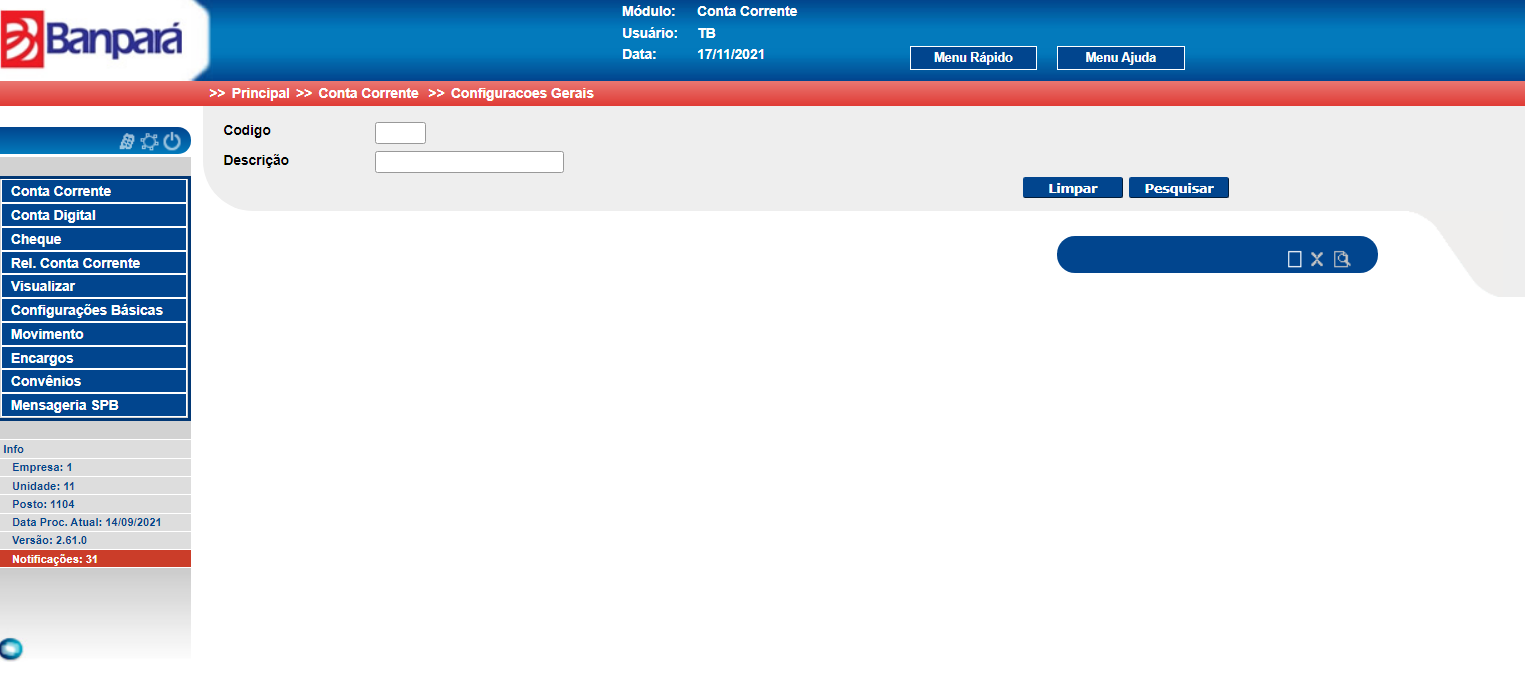 Banpará
Módulo: Conta Corrente
Usuário: TB
Data: 17/11/2021
Menu Rápido
Menu Ajuda
>> Principal >> Conta Corrente >> Configuracoes Gerais
Codigo
Descrição
Limpar
Pesquisar
Conta Corrente
Conta Digital
Cheque
Rel. Conta Corrente
Visualizar
Configurações Básicas
Movimento
Encargos
Convênios
Mensageria SPB
Info
Empresa: 1
Unidade: 11
Posto: 1104
Data Proc. Atual: 14/09/2021
Versão: 2.61.0
Notificações: 31